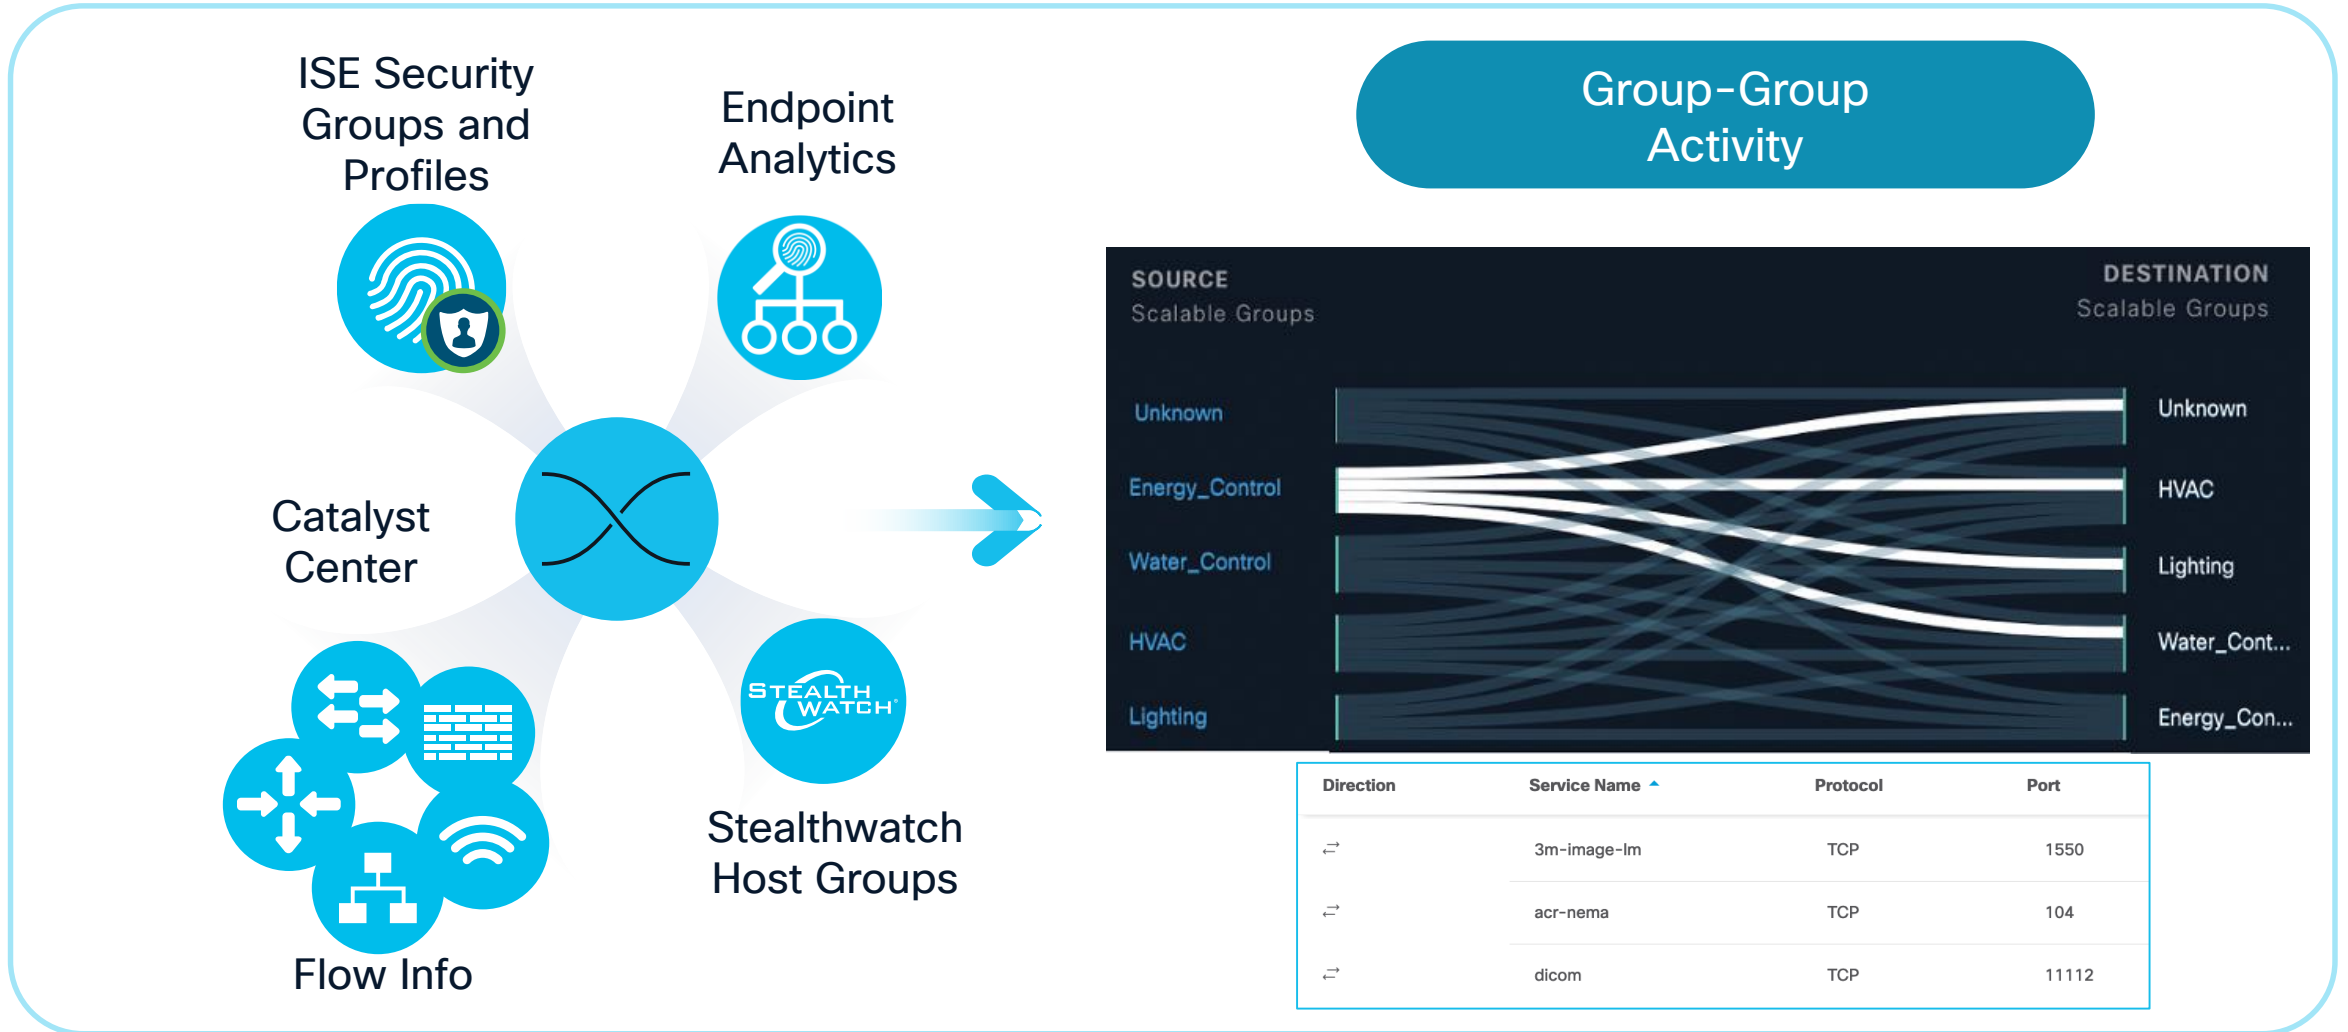 ISE Security
Groups and
Profiles
Endpoint
Analytics
Catalyst
Center
STEALTH
WATCH
Stealthwatch
Host Groups
Flow Info
Group-Group
Activity
SOURCE
Scalable Groups
DESTINATION
Scalable Groups
Unknown
Energy_Control
Water_Control
HVAC
Lighting
Unknown
HVAC
Lighting
Water_Cont...
Energy_Con...
Direction Service Name Protocol Port
3m-image-lm TCP 1550
acr-nema TCP 104
dicom TCP 11112